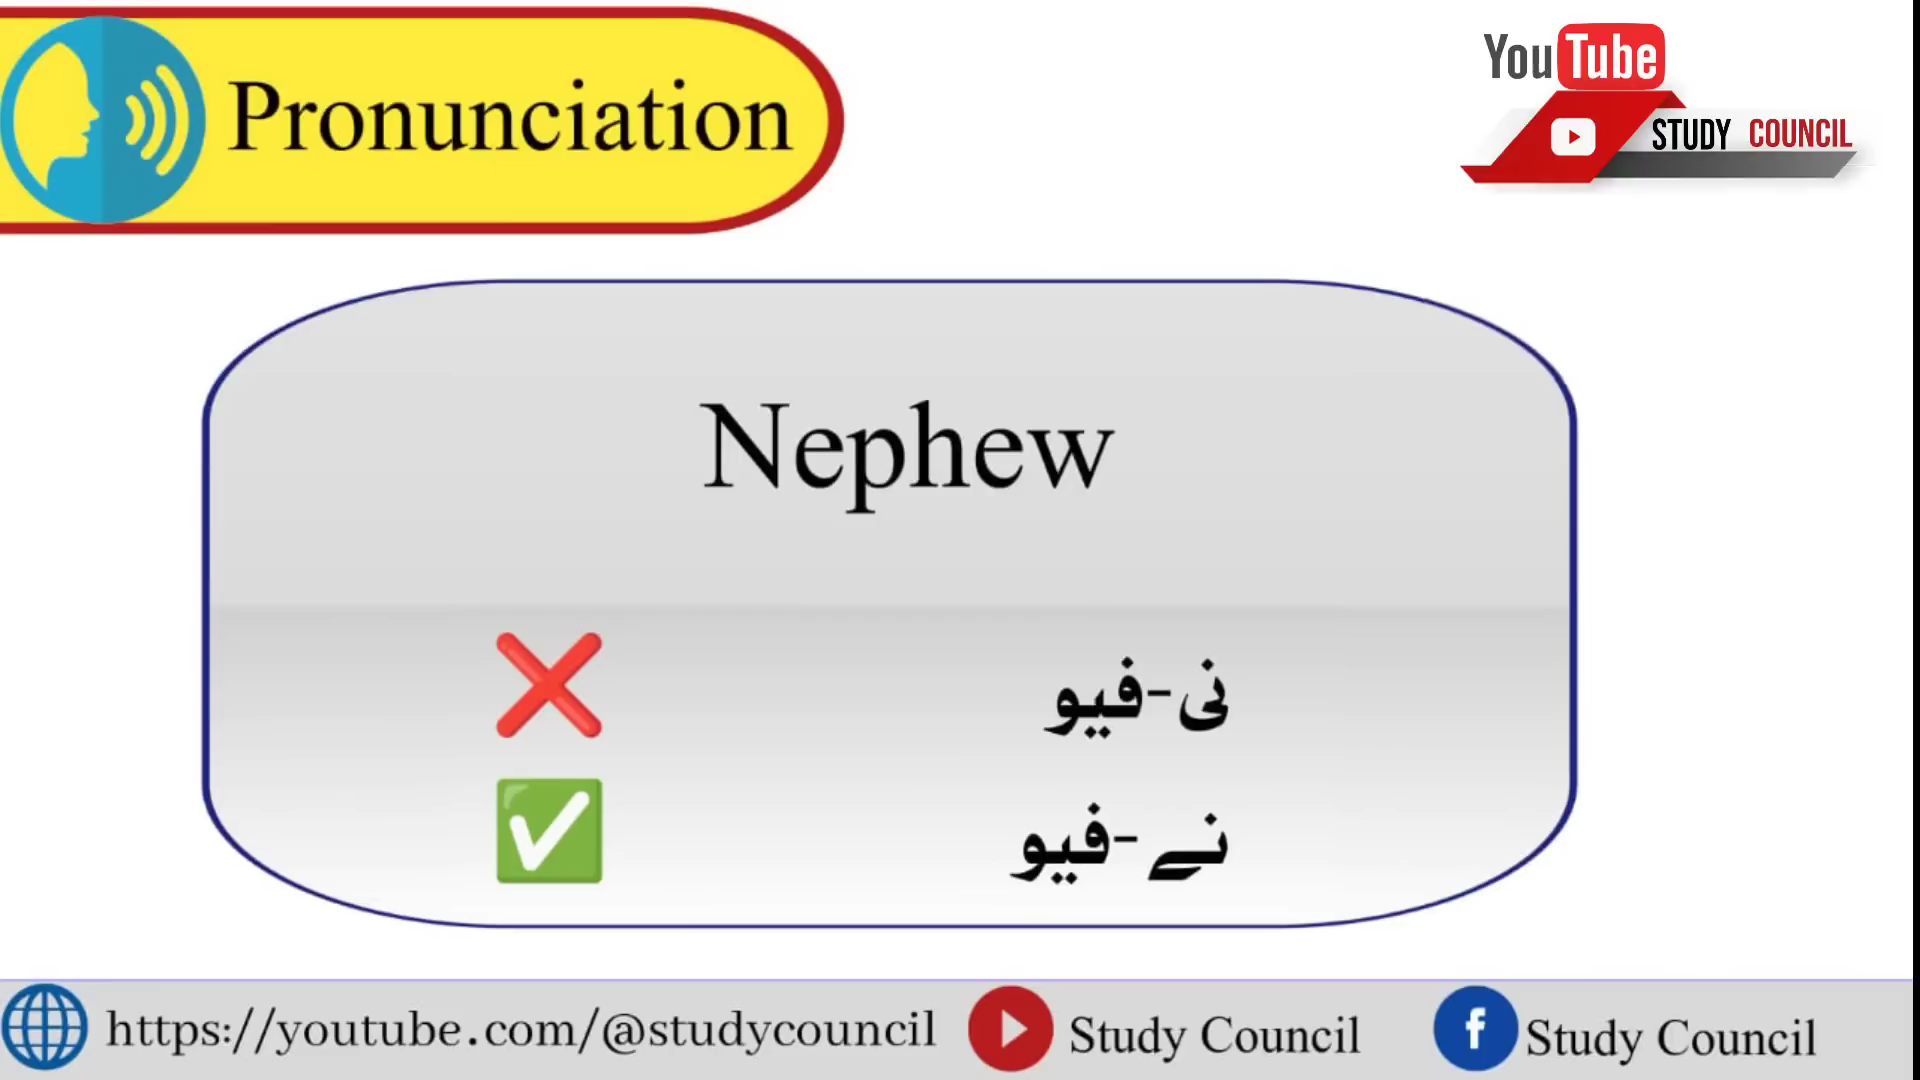 Pronunciation
YouTube
STUDY COUNCIL
Nephew
❌ نی-فیو
✅ نے-فیو
https://youtube.com/@studycouncil Study Council Study Council